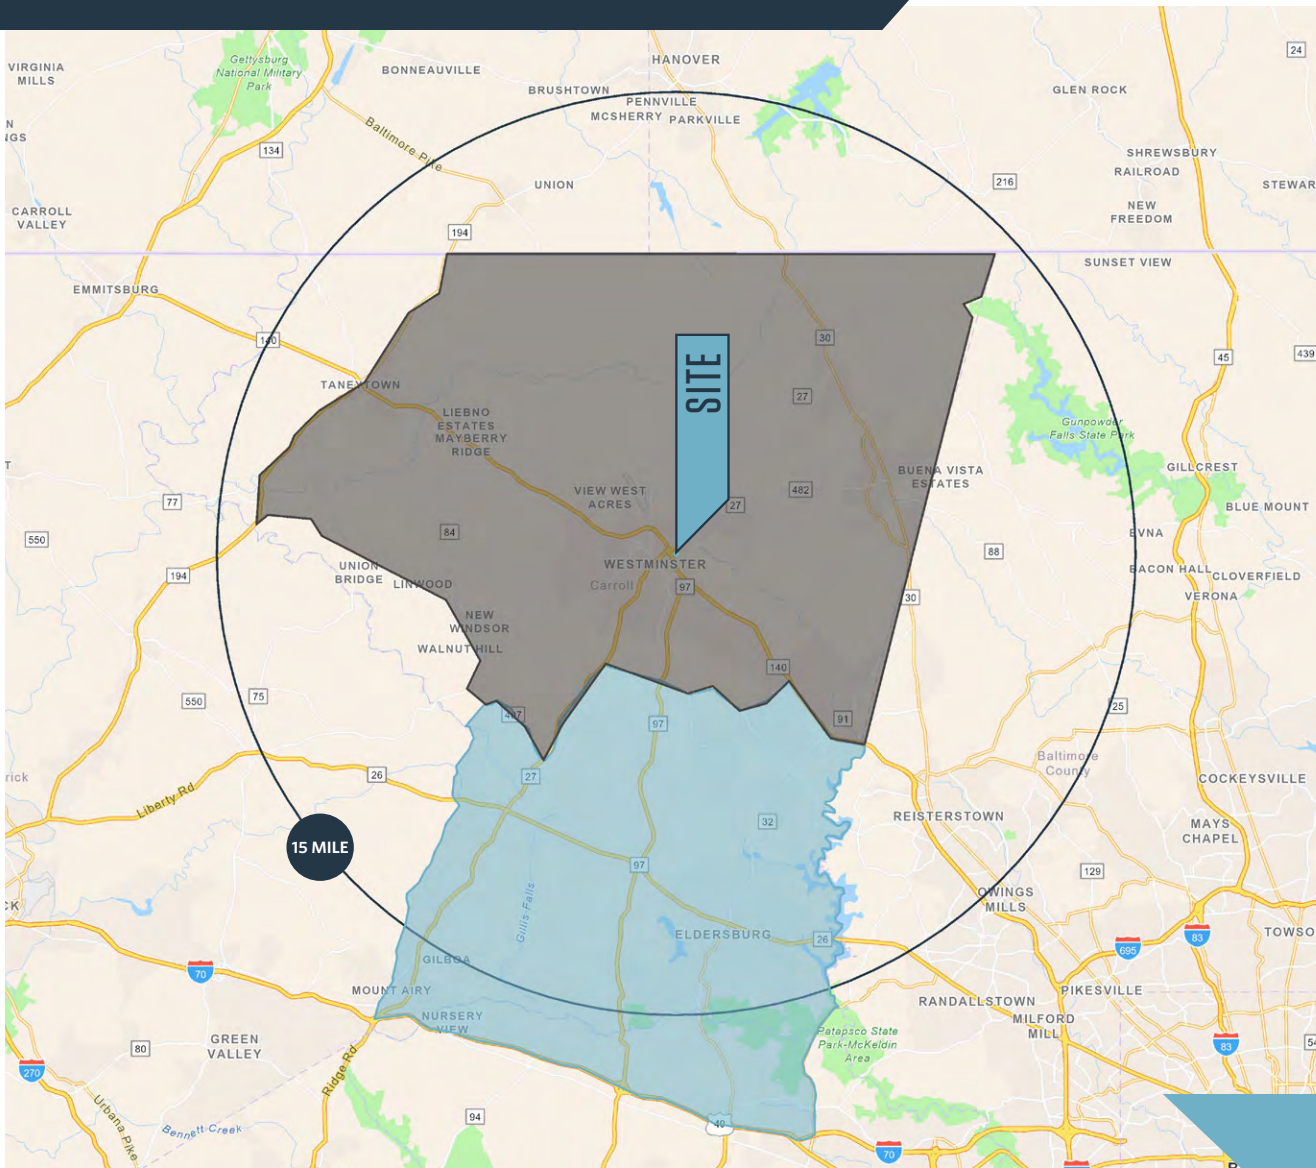 Gettysburg
National Military
Park
VIRGINIA
MILLS
BONNEAUVILLE
HANOVER
24
BRUSHTOWN
PENNVILLE
MCSHERRY
PARKVILLE
GLEN ROCK
Baltimore Pike
134
SHREWSBURY
RAILROAD
216
UNION
STEWAR
NEW
FREEDOM
CARROLL
VALLEY
194
SUNSET VIEW
EMMITSBURG
140
30
45
439
TANEYTOWN
SITE
27
LIEBNO
ESTATES
MAYBERRY
RIDGE
Gunpowder
Falls State Park
GILLCREST
BUENA VISTA
ESTATES
VIEW WEST
ACRES
482
77
27
BLUE MOUNT
550
84
EVNA
88
WESTMINSTER
UNION
BRIDGE
LINWOOD
Carroll
97
BACON HALL
CLOVERFIELD
VERONA
194
30
NEW
WINDSOR
WALNUT HILL
140
75
550
407
97
91
25
Baltimore
County
rick
26
27
COCKEYSVILLE
Liberty Rd
32
REISTERSTOWN
MAYS
CHAPEL
15 MILE
97
129
OWINGS
MILLS
CK
Gillis Falls
ELDERSBURG
26
TOWSO
83
695
GILBOA
70
MOUNT AIRY
PIKESVILLE
RANDALLSTOWN
NURSERY
VIEW
MILFORD
MILL
Patapsco State
Park-McKeldin
Area
GREEN
VALLEY
80
83
270
Ridge Rd
94
40
Urbana Pike
Bennett Creek
70